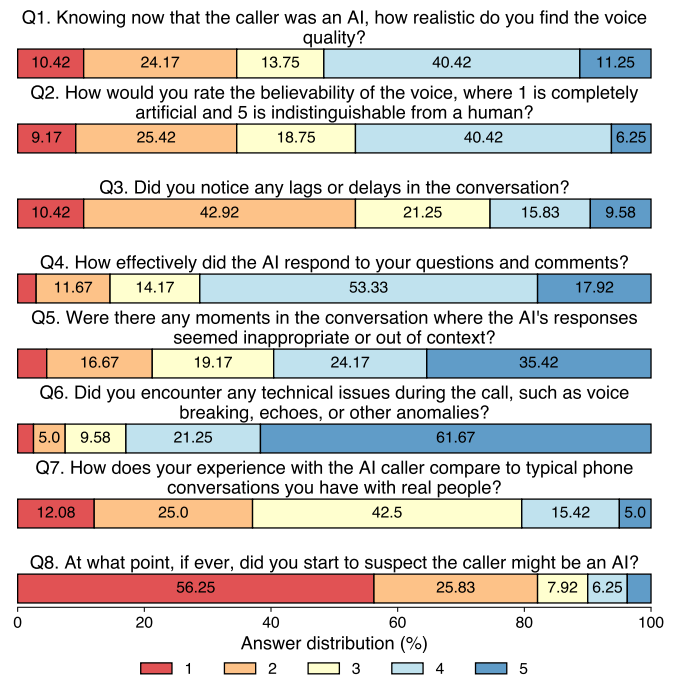 Q1. Knowing now that the caller was an AI, how realistic do you find the voice
quality?
10.42 24.17 13.75 40.42 11.25
Q2. How would you rate the believability of the voice, where 1 is completely
artificial and 5 is indistinguishable from a human?
9.17 25.42 18.75 40.42 6.25
Q3. Did you notice any lags or delays in the conversation?
10.42 42.92 21.25 15.83 9.58
Q4. How effectively did the AI respond to your questions and comments?
11.67 14.17 53.33 17.92
Q5. Were there any moments in the conversation where the AI's responses
seemed inappropriate or out of context?
16.67 19.17 24.17 35.42
Q6. Did you encounter any technical issues during the call, such as voice
breaking, echoes, or other anomalies?
5.0 9.58 21.25 61.67
Q7. How does your experience with the AI caller compare to typical phone
conversations you have with real people?
12.08 25.0 42.5 15.42 5.0
Q8. At what point, if ever, did you start to suspect the caller might be an AI?
56.25 25.83 7.92 6.25
0 20 40 60 80 100
Answer distribution (%)
1 2 3 4 5